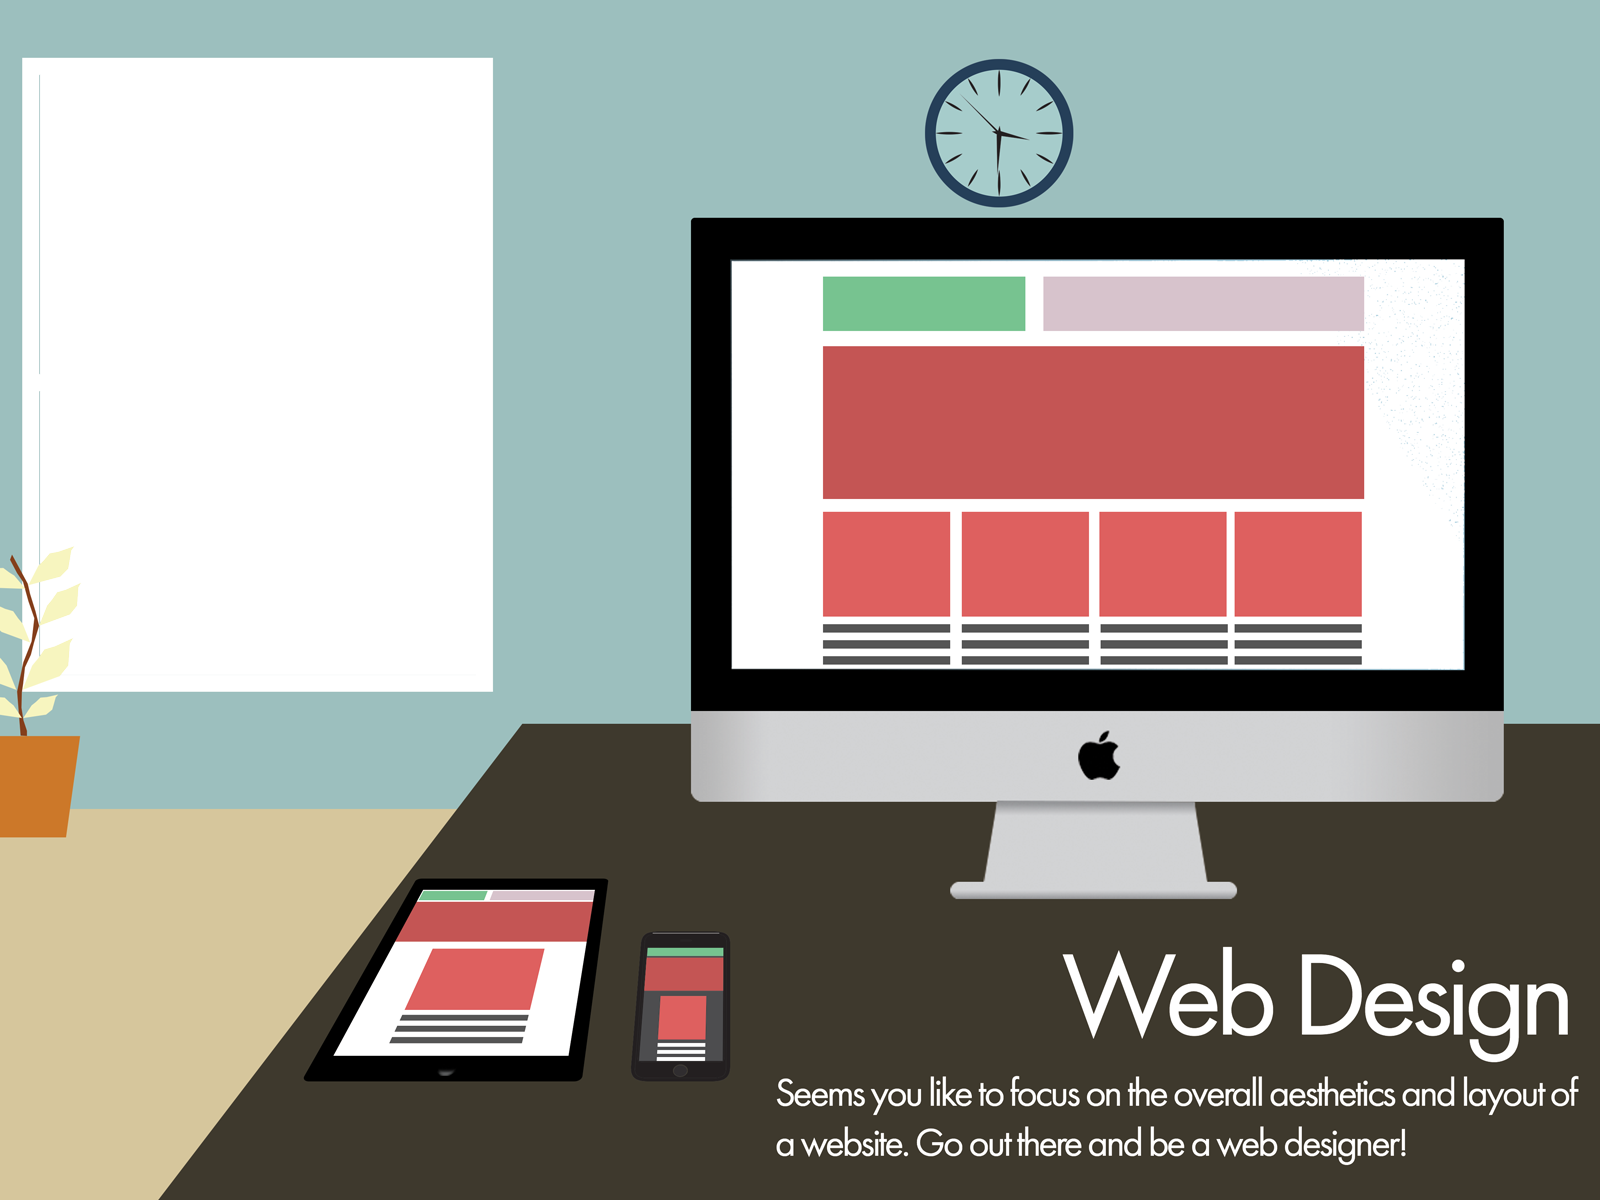 Web Design
Seems you like to focus on the overall aesthetics and layout of
a website. Go out there and be a web designer!